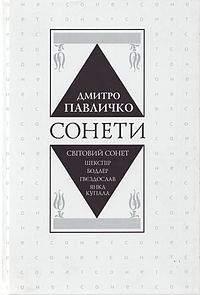 ДМИТРО
ПАВЛИЧКО
СОНЕТИ
СВІТОВИЙ СОНЕТ
ШЕКСПІР
БОДЛЕР
ГВЄЗДОСЛАВ
ЯНКА
КУПАЛА